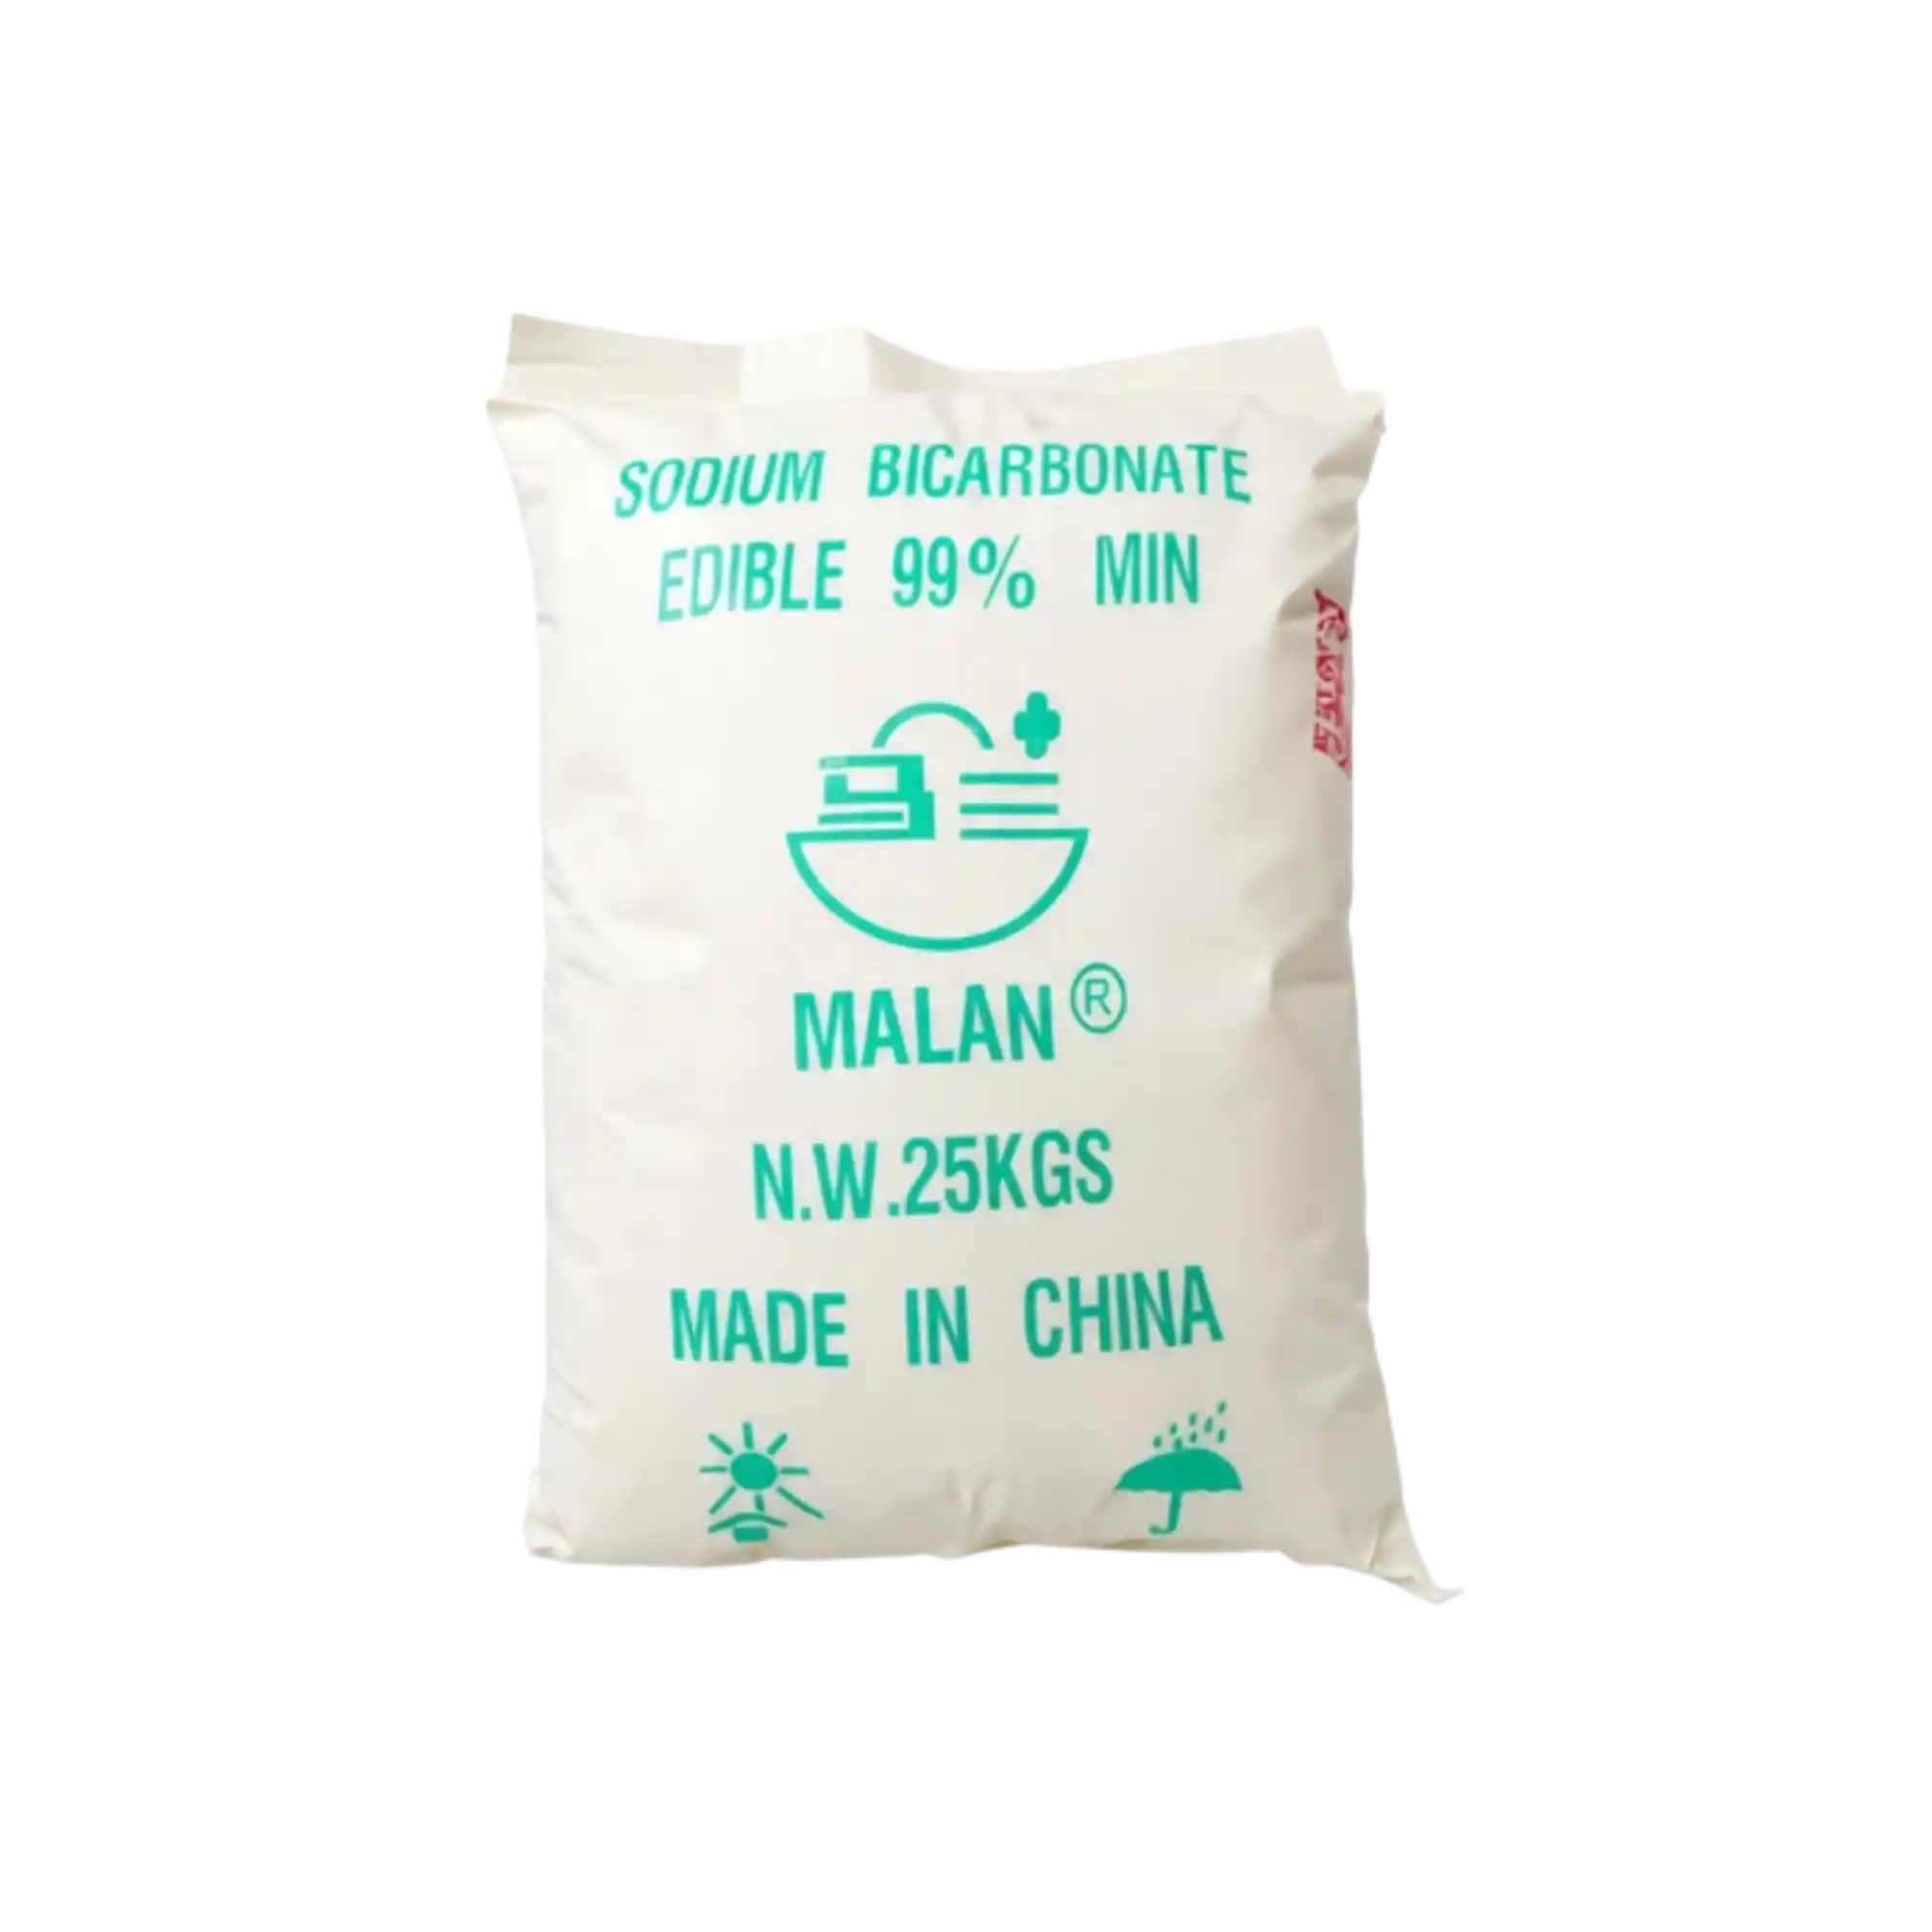 SODIUM BICARBONATE
EDIBLE 99% MIN
MALAN®
N.W.25KGS
MADE IN CHINA